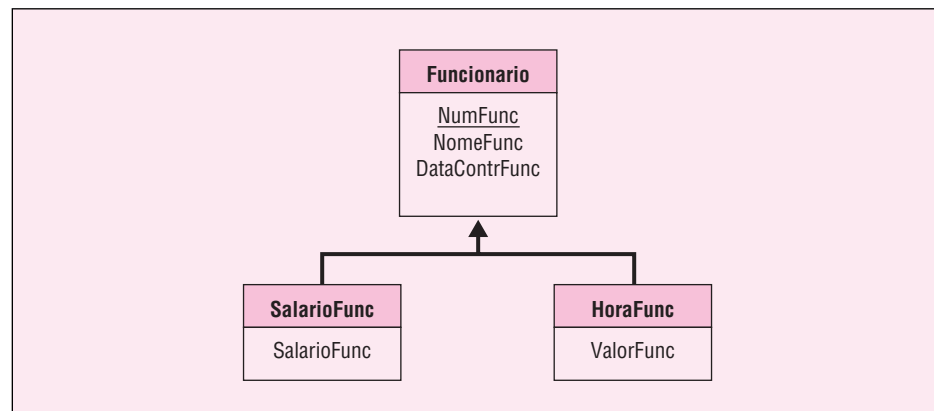 Funcionario
NumFunc
NomeFunc
DataContrFunc
SalarioFunc
SalarioFunc
HoraFunc
ValorFunc